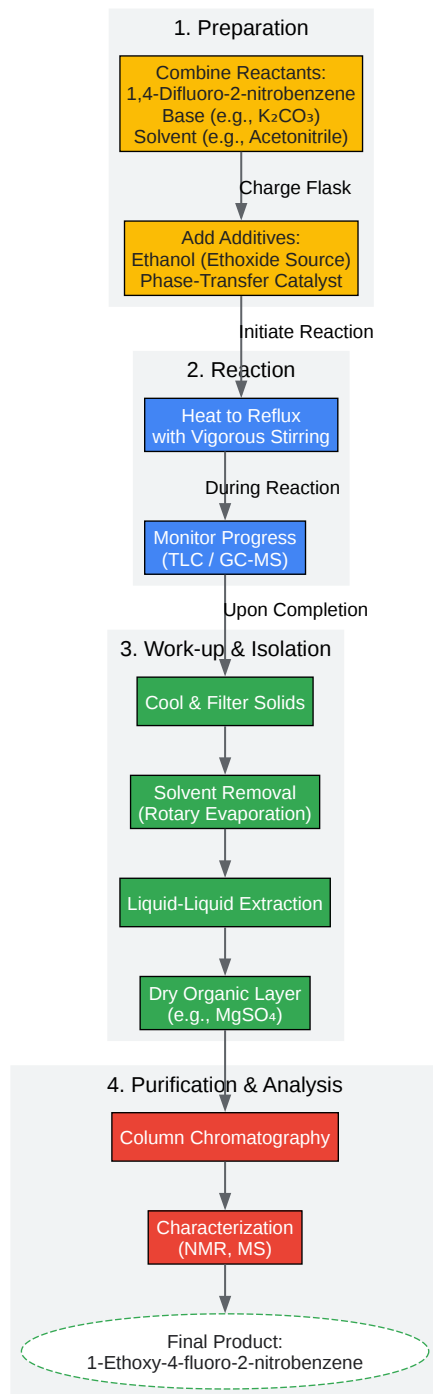 1. Preparation
Combine Reactants:
1,4-Difluoro-2-nitrobenzene
Base (e.g., K₂CO₃)
Solvent (e.g., Acetonitrile)
Charge Flask
Add Additives:
Ethanol (Ethoxide Source)
Phase-Transfer Catalyst
Initiate Reaction
2. Reaction
Heat to Reflux
with Vigorous Stirring
During Reaction
Monitor Progress
(TLC / GC-MS)
Upon Completion
3. Work-up & Isolation
Cool & Filter Solids
Solvent Removal
(Rotary Evaporation)
Liquid-Liquid Extraction
Dry Organic Layer
(e.g., MgSO₄)
4. Purification & Analysis
Column Chromatography
Characterization
(NMR, MS)
Final Product:
1-Ethoxy-4-fluoro-2-nitrobenzene